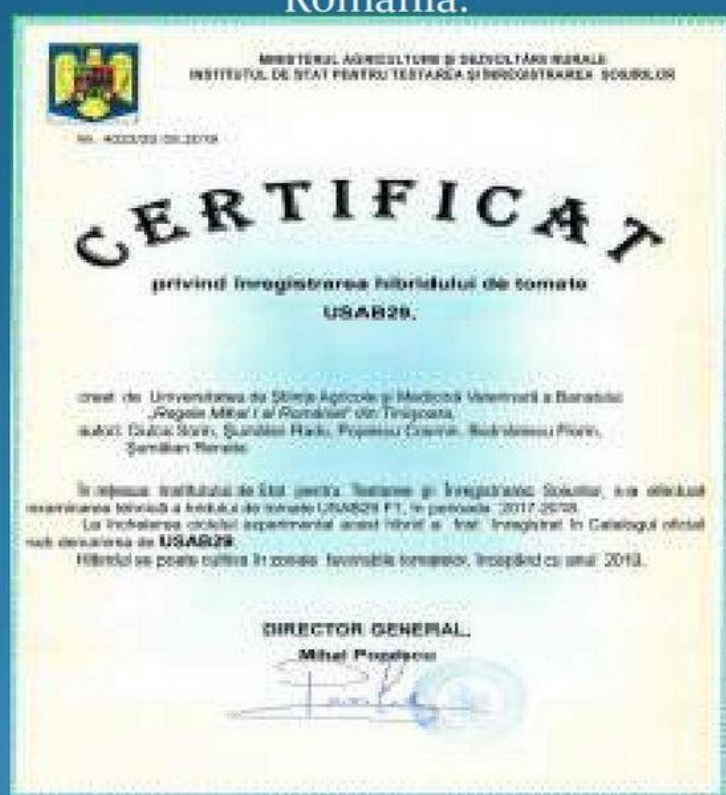 Romania.
MINISTERUL AGRICULTURII ȘI DEZVOLTĂRII RURALE
INSTITUTUL DE STAT PENTRU TESTAREA ȘI ÎNREGISTRAREA SOIURILOR
CERTIFICAT
privind înregistrarea hibridului de tomate
USAB29.
creat de Universitatea de Științe Agricole și Medicină Veterinară a Banatului
„Regele Mihai I al României" din Timișoara,
autori: Sorin, Șumălan Radu, Popescu Cosmin, Florin,
Șumălan Renata
În rețeaua Institutului de Stat pentru Testarea și Înregistrarea Soiurilor, s-a efectuat
examinarea tehnică a hibridului de tomate USAB29 F1, în perioada 2017-2018.
La încheierea ciclului experimental acest hibrid a fost înregistrat în Catalogul oficial
sub denumirea de USAB29.
Hibridul se poate cultiva în zonele favorabile tomatelor, începând cu anul 2019.
DIRECTOR GENERAL,
Mihai